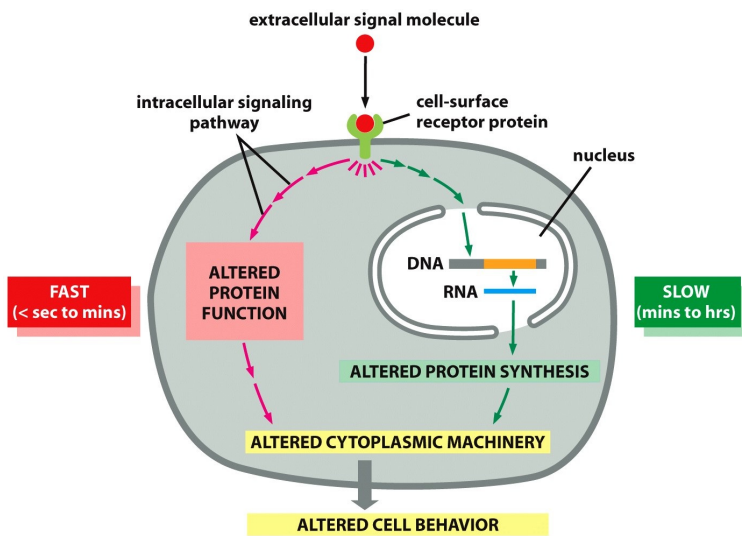 extracellular signal molecule
intracellular signaling
pathway
cell-surface
receptor protein
nucleus
DNA
RNA
FAST
(< sec to mins)
ALTERED
PROTEIN
FUNCTION
SLOW
(mins to hrs)
ALTERED PROTEIN SYNTHESIS
ALTERED CYTOPLASMIC MACHINERY
ALTERED CELL BEHAVIOR